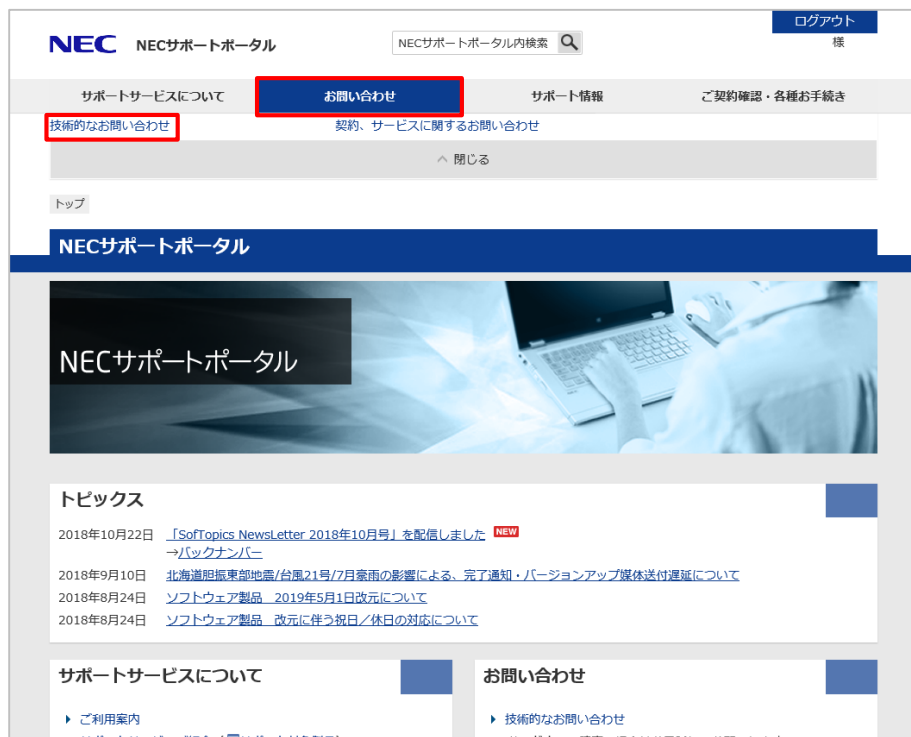 ログアウト
NEC NECサポートポータル
NECサポートポータル内検索
様
サポートサービスについて お問い合わせ サポート情報 ご契約確認・各種お手続き
技術的なお問い合わせ 契約、サービスに関するお問い合わせ
閉じる
トップ
NECサポートポータル
NECサポートポータル
トピックス
2018年10月22日 「SofTopics NewsLetter 2018年10月号」を配信しました NEW
→バックナンバー
2018年9月10日 北海道胆振東部地震/台風21号/7月豪雨の影響による、完了通知・バージョンアップ媒体送付遅延について
2018年8月24日 ソフトウェア製品 2019年5月1日改元について
2018年8月24日 ソフトウェア製品 改元に伴う祝日／休日の対応について
サポートサービスについて お問い合わせ
ご利用案内 技術的なお問い合わせ